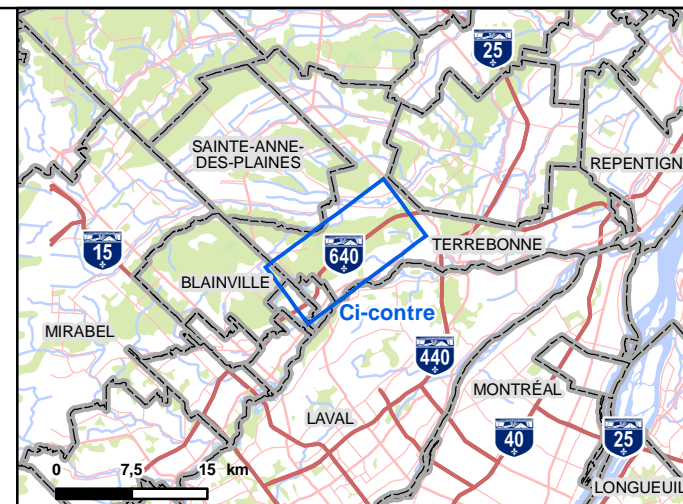 25
SAINTE-ANNE-
DES-PLAINES
REPENTIGN
15
640
TERREBONNE
BLAINVILLE
Ci-contre
MIRABEL
440
MONTRÉAL
LAVAL
40
25
0 7,5 15 km
LONGUEUIL